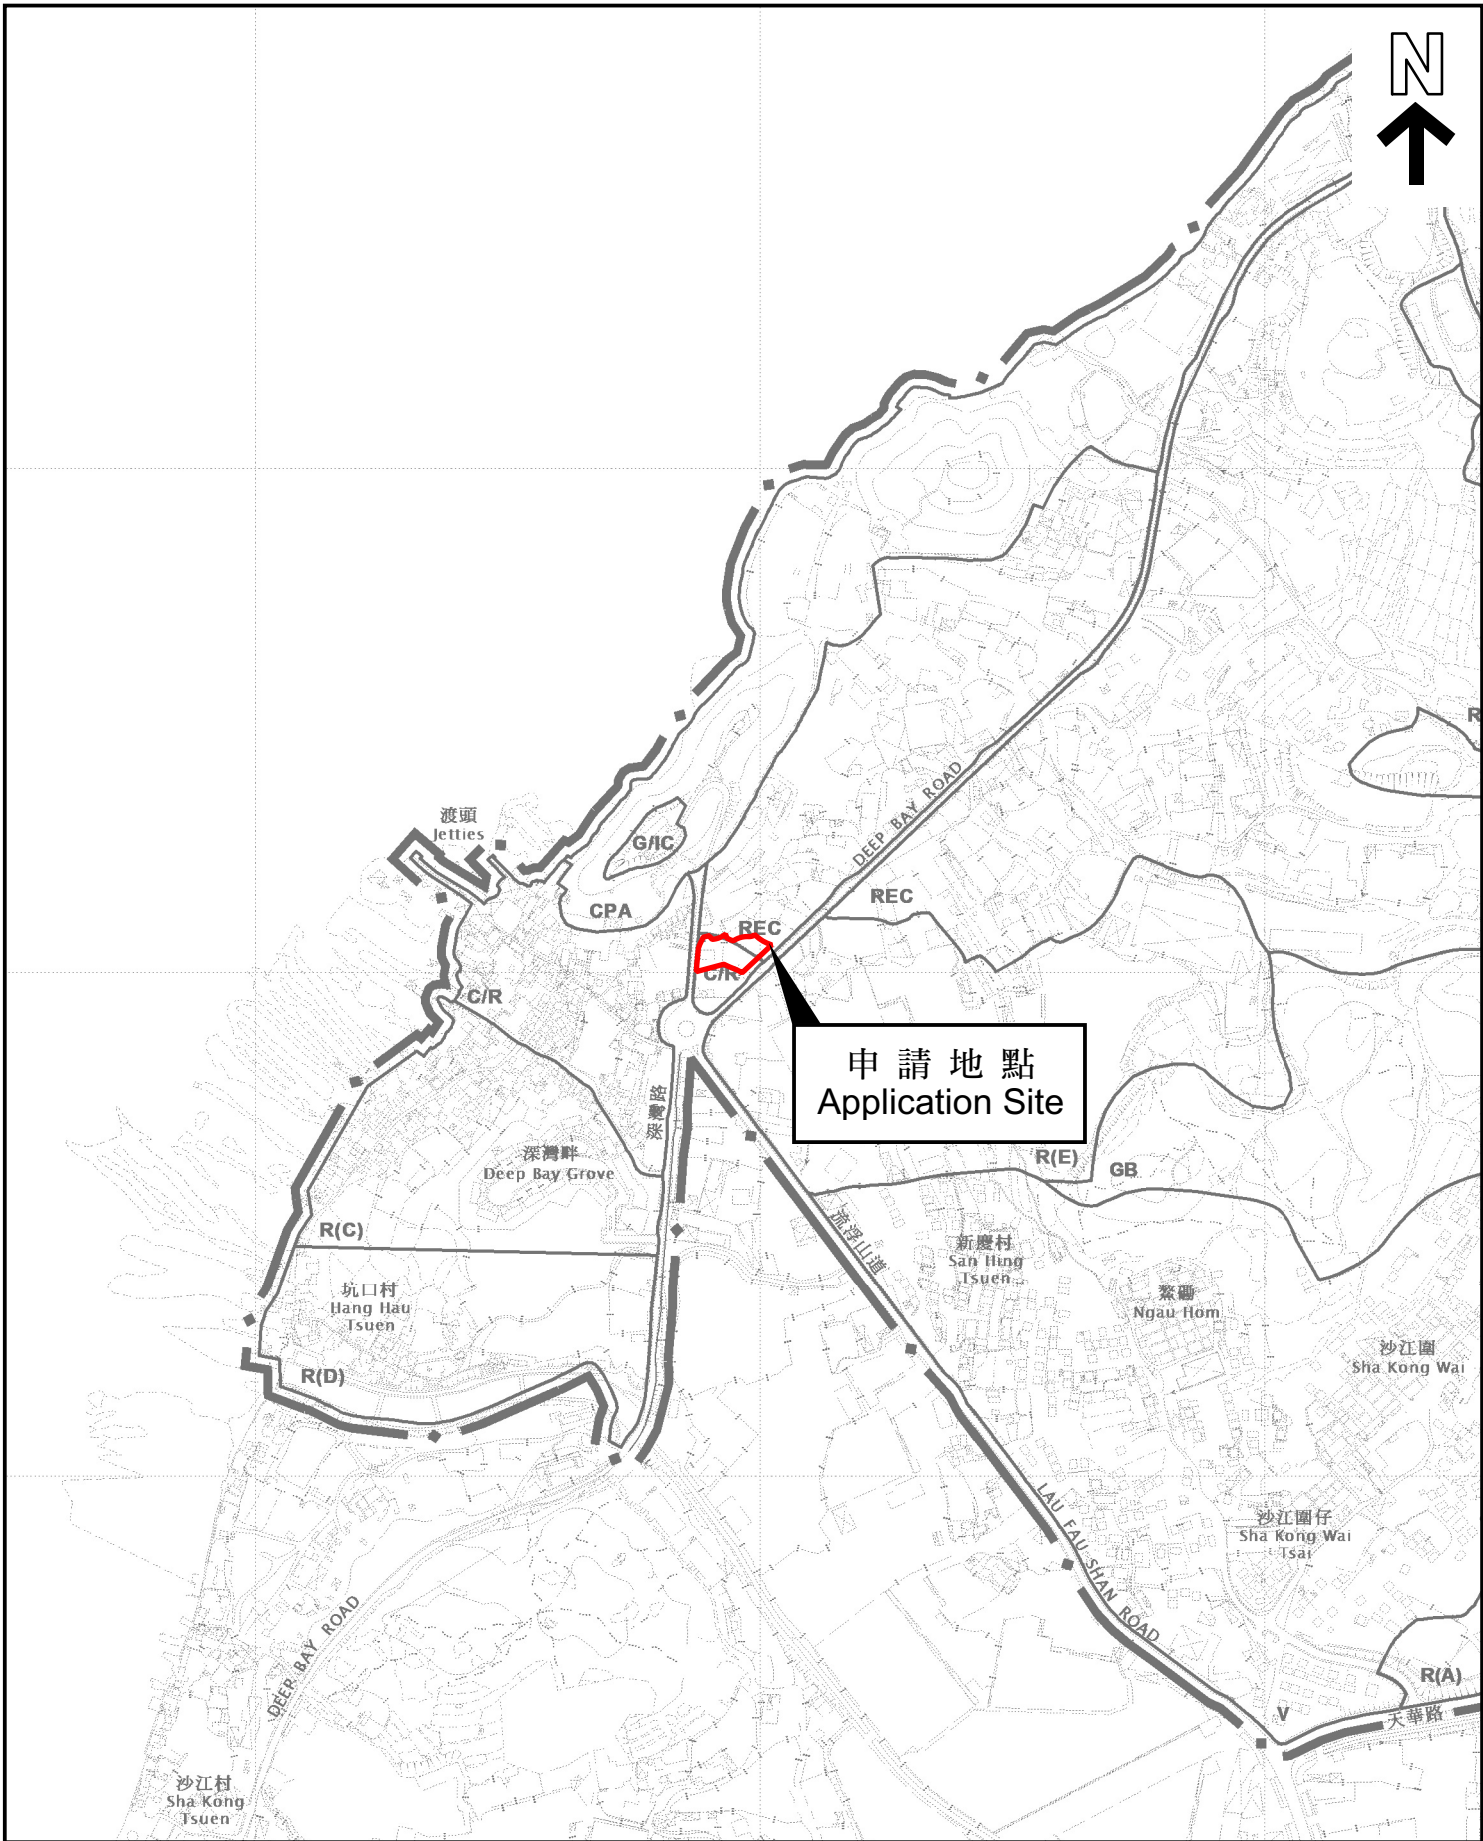 N
渡頭
Jetties
G/IC
DEEP BAY ROAD
CPA
REC
REC
C/R
C/R
申請地點
Application Site
深灣路
深灣畔
Deep Bay Grove
R(E)
GB
R(C)
流浮山道
新慶村
San Hing
Tsuen
坑口村
Hang Hau
Tsuen
鰲磡
Ngau Hom
沙江圍
Sha Kong Wai
R(D)
LAU FAU SHAN ROAD
沙江圍仔
Sha Kong Wai
Tsai
DEEP BAY ROAD
R(A)
V
天華路
沙江村
Sha Kong
Tsuen